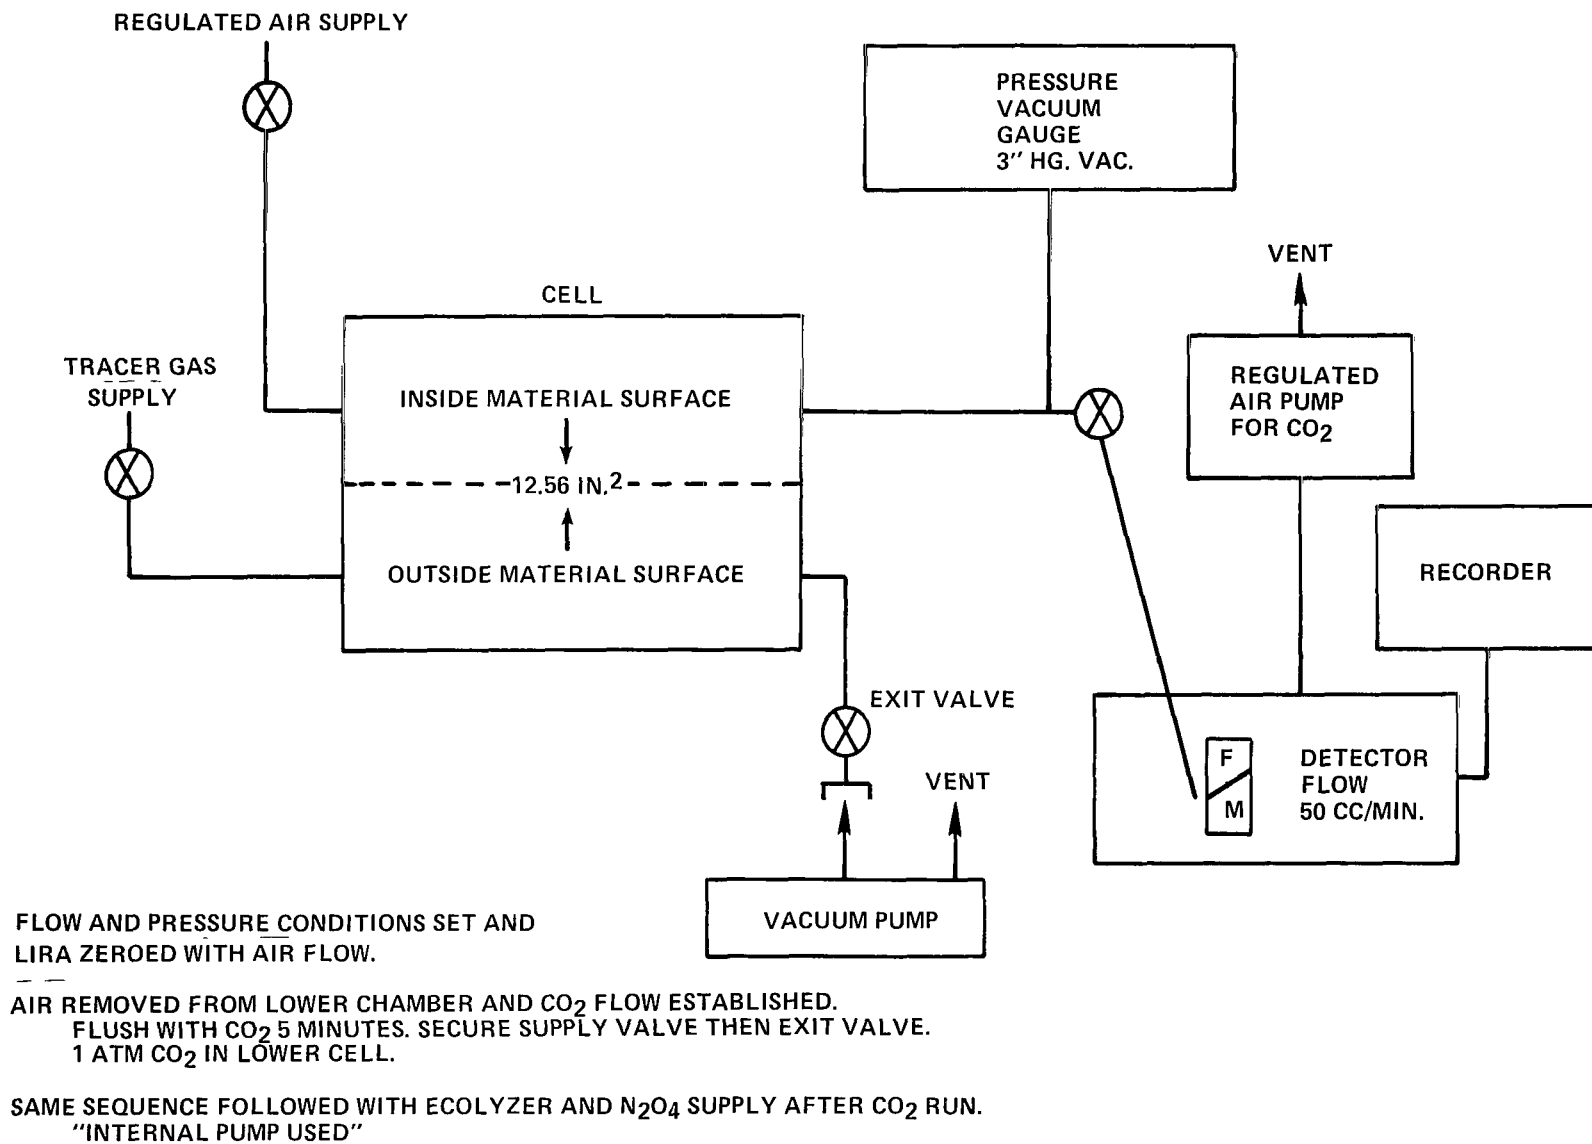 REGULATED AIR SUPPLY
PRESSURE
VACUUM
GAUGE
3" HG. VAC.
VENT
CELL
TRACER GAS
SUPPLY
INSIDE MATERIAL SURFACE
12.56 IN.2
OUTSIDE MATERIAL SURFACE
REGULATED
AIR PUMP
FOR CO2
RECORDER
EXIT VALVE
VENT
F
M
DETECTOR
FLOW
50 CC/MIN.
VACUUM PUMP
FLOW AND PRESSURE CONDITIONS SET AND
LIRA ZEROED WITH AIR FLOW.
AIR REMOVED FROM LOWER CHAMBER AND CO2 FLOW ESTABLISHED.
FLUSH WITH CO2 5 MINUTES. SECURE SUPPLY VALVE THEN EXIT VALVE.
1 ATM CO2 IN LOWER CELL.
SAME SEQUENCE FOLLOWED WITH ECOLYZER AND N2O4 SUPPLY AFTER CO2 RUN.
"INTERNAL PUMP USED"